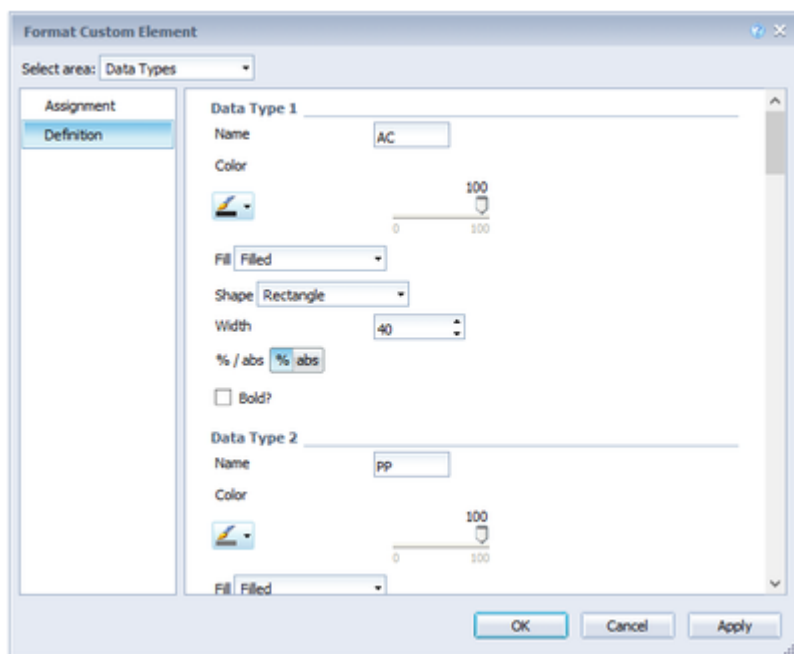 Format Custom Element
Select area: Data Types
Assignment
Definition
Data Type 1
Name AC
Color
100
0 100
Fill Filled
Shape Rectangle
Width 40
% / abs % abs
Bold?
Data Type 2
Name PP
Color
100
0 100
Fill Filled
OK Cancel Apply